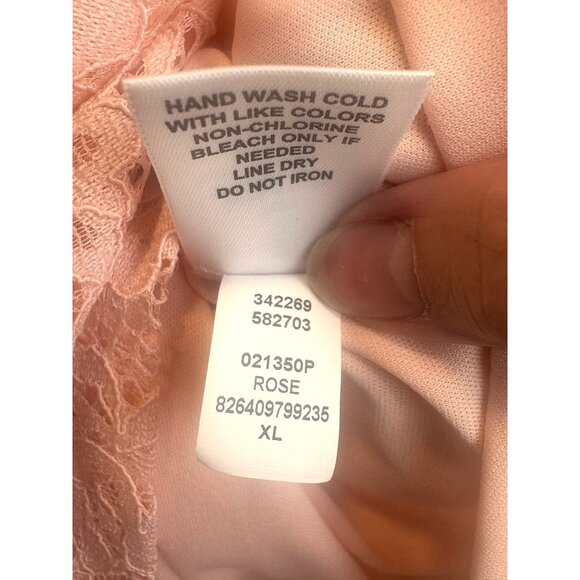 HAND WASH COLD
WITH LIKE COLORS
NON-CHLORINE
BLEACH ONLY IF
NEEDED
LINE DRY
DO NOT IRON
342269
582703
021350P
ROSE
826409799235
XL